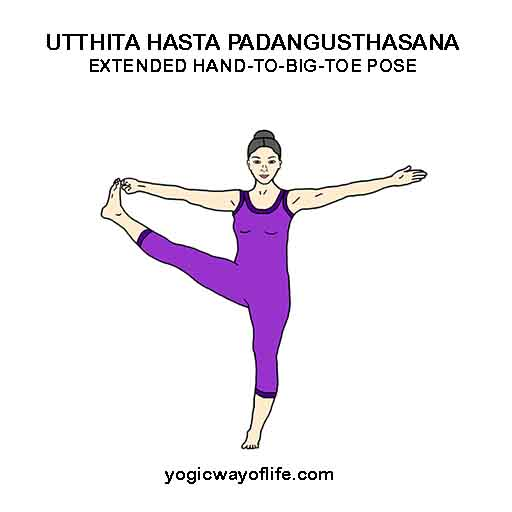 UTTHITA HASTA PADANGUSTHASANA
EXTENDED HAND-TO-BIG-TOE POSE
yogicwayoflife.com